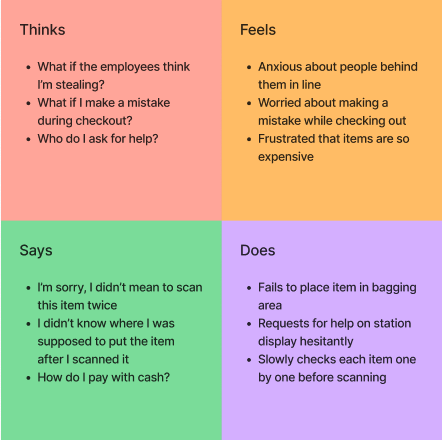 Thinks
• What if the employees think
I'm stealing?
• What if I make a mistake
during checkout?
• Who do I ask for help?
Feels
• Anxious about people behind
them in line
• Worried about making a
mistake while checking out
• Frustrated that items are so
expensive
Says
• I'm sorry, I didn't mean to scan
this item twice
• I didn't know where I was
supposed to put the item
after I scanned it
• How do I pay with cash?
Does
• Fails to place item in bagging
area
• Requests for help on station
display hesitantly
• Slowly checks each item one
by one before scanning